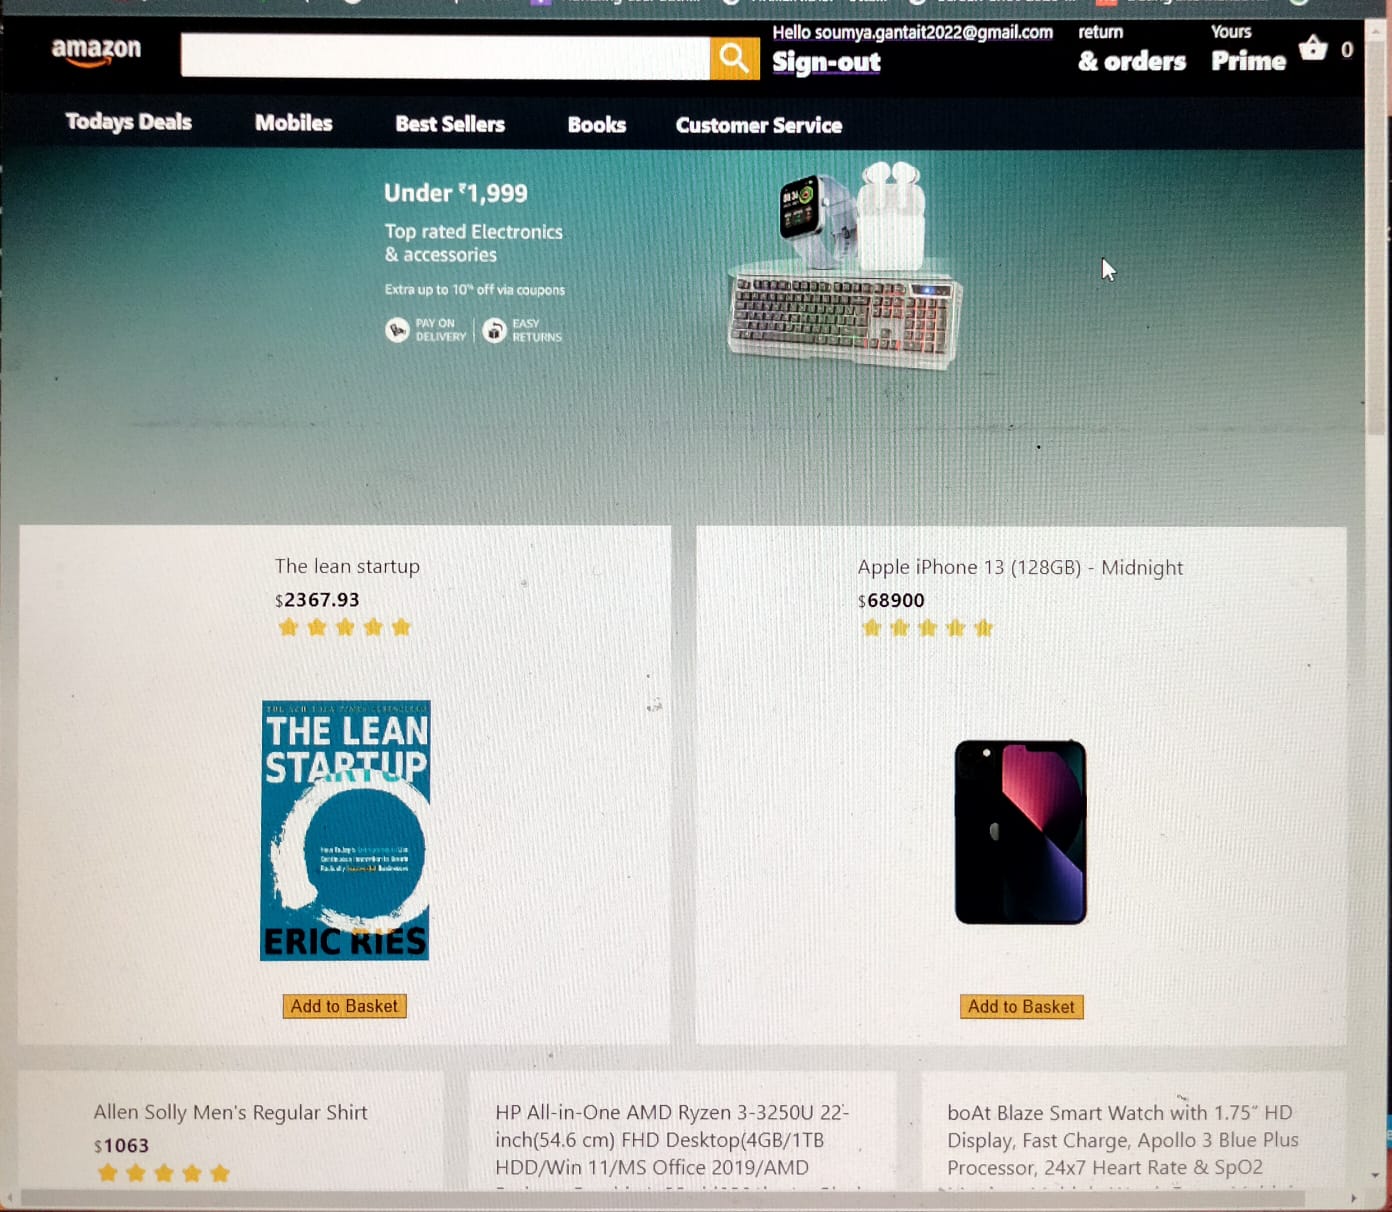 amazon
Hello soumya.gantait2022@gmail.com
Sign-out
return
& orders
Yours
Prime
0
Todays Deals
Mobiles
Best Sellers
Books
Customer Service
Under ₹1,999
Top rated Electronics
& accessories
Extra up to 10% off via coupons
PAY ON
DELIVERY
EASY
RETURNS
The lean startup
$2367.93
THE LEAN
STARTUP
ERIC RIES
Add to Basket
Apple iPhone 13 (128GB) - Midnight
$68900
Add to Basket
Allen Solly Men's Regular Shirt
$1063
HP All-in-One AMD Ryzen 3-3250U 22-
inch(54.6 cm) FHD Desktop(4GB/1TB
HDD/Win 11/MS Office 2019/AMD
boAt Blaze Smart Watch with 1.75” HD
Display, Fast Charge, Apollo 3 Blue Plus
Processor, 24x7 Heart Rate & SpO2